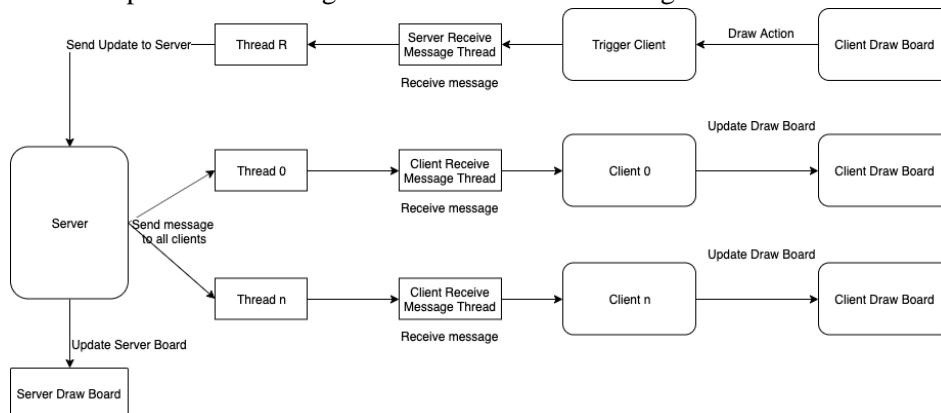 Send Update to Server
Thread R
Server Receive
Message Thread
Receive message
Trigger Client
Draw Action
Client Draw Board
Server
Send message
to all clients
Thread 0
Client Receive
Message Thread
Receive message
Client 0
Update Draw Board
Client Draw Board
Thread n
Client Receive
Message Thread
Receive message
Client n
Update Draw Board
Client Draw Board
Update Server Board
Server Draw Board